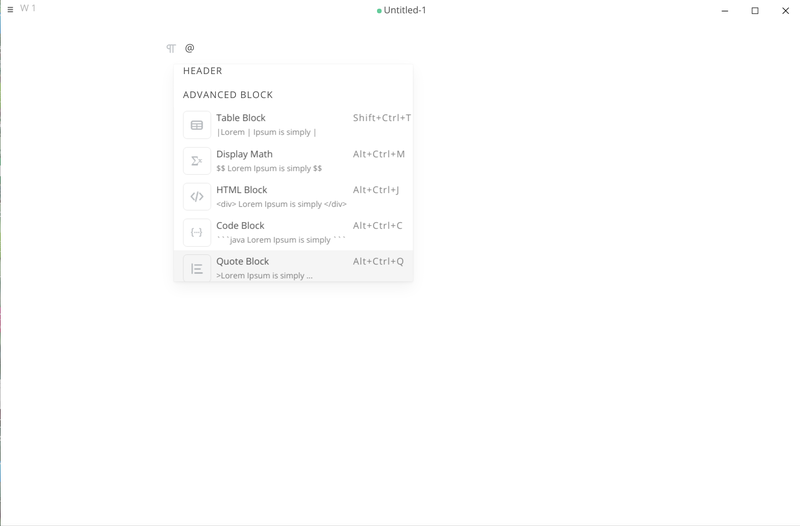 W 1
Untitled-1
@
HEADER
ADVANCED BLOCK
Table Block Shift+Ctrl+T
|Lorem | Ipsum is simply |
Display Math Alt+Ctrl+M
$$ Lorem Ipsum is simply $$
HTML Block Alt+Ctrl+J
<div> Lorem Ipsum is simply </div>
Code Block Alt+Ctrl+C
```java Lorem Ipsum is simply ```
Quote Block Alt+Ctrl+Q
>Lorem Ipsum is simply ...